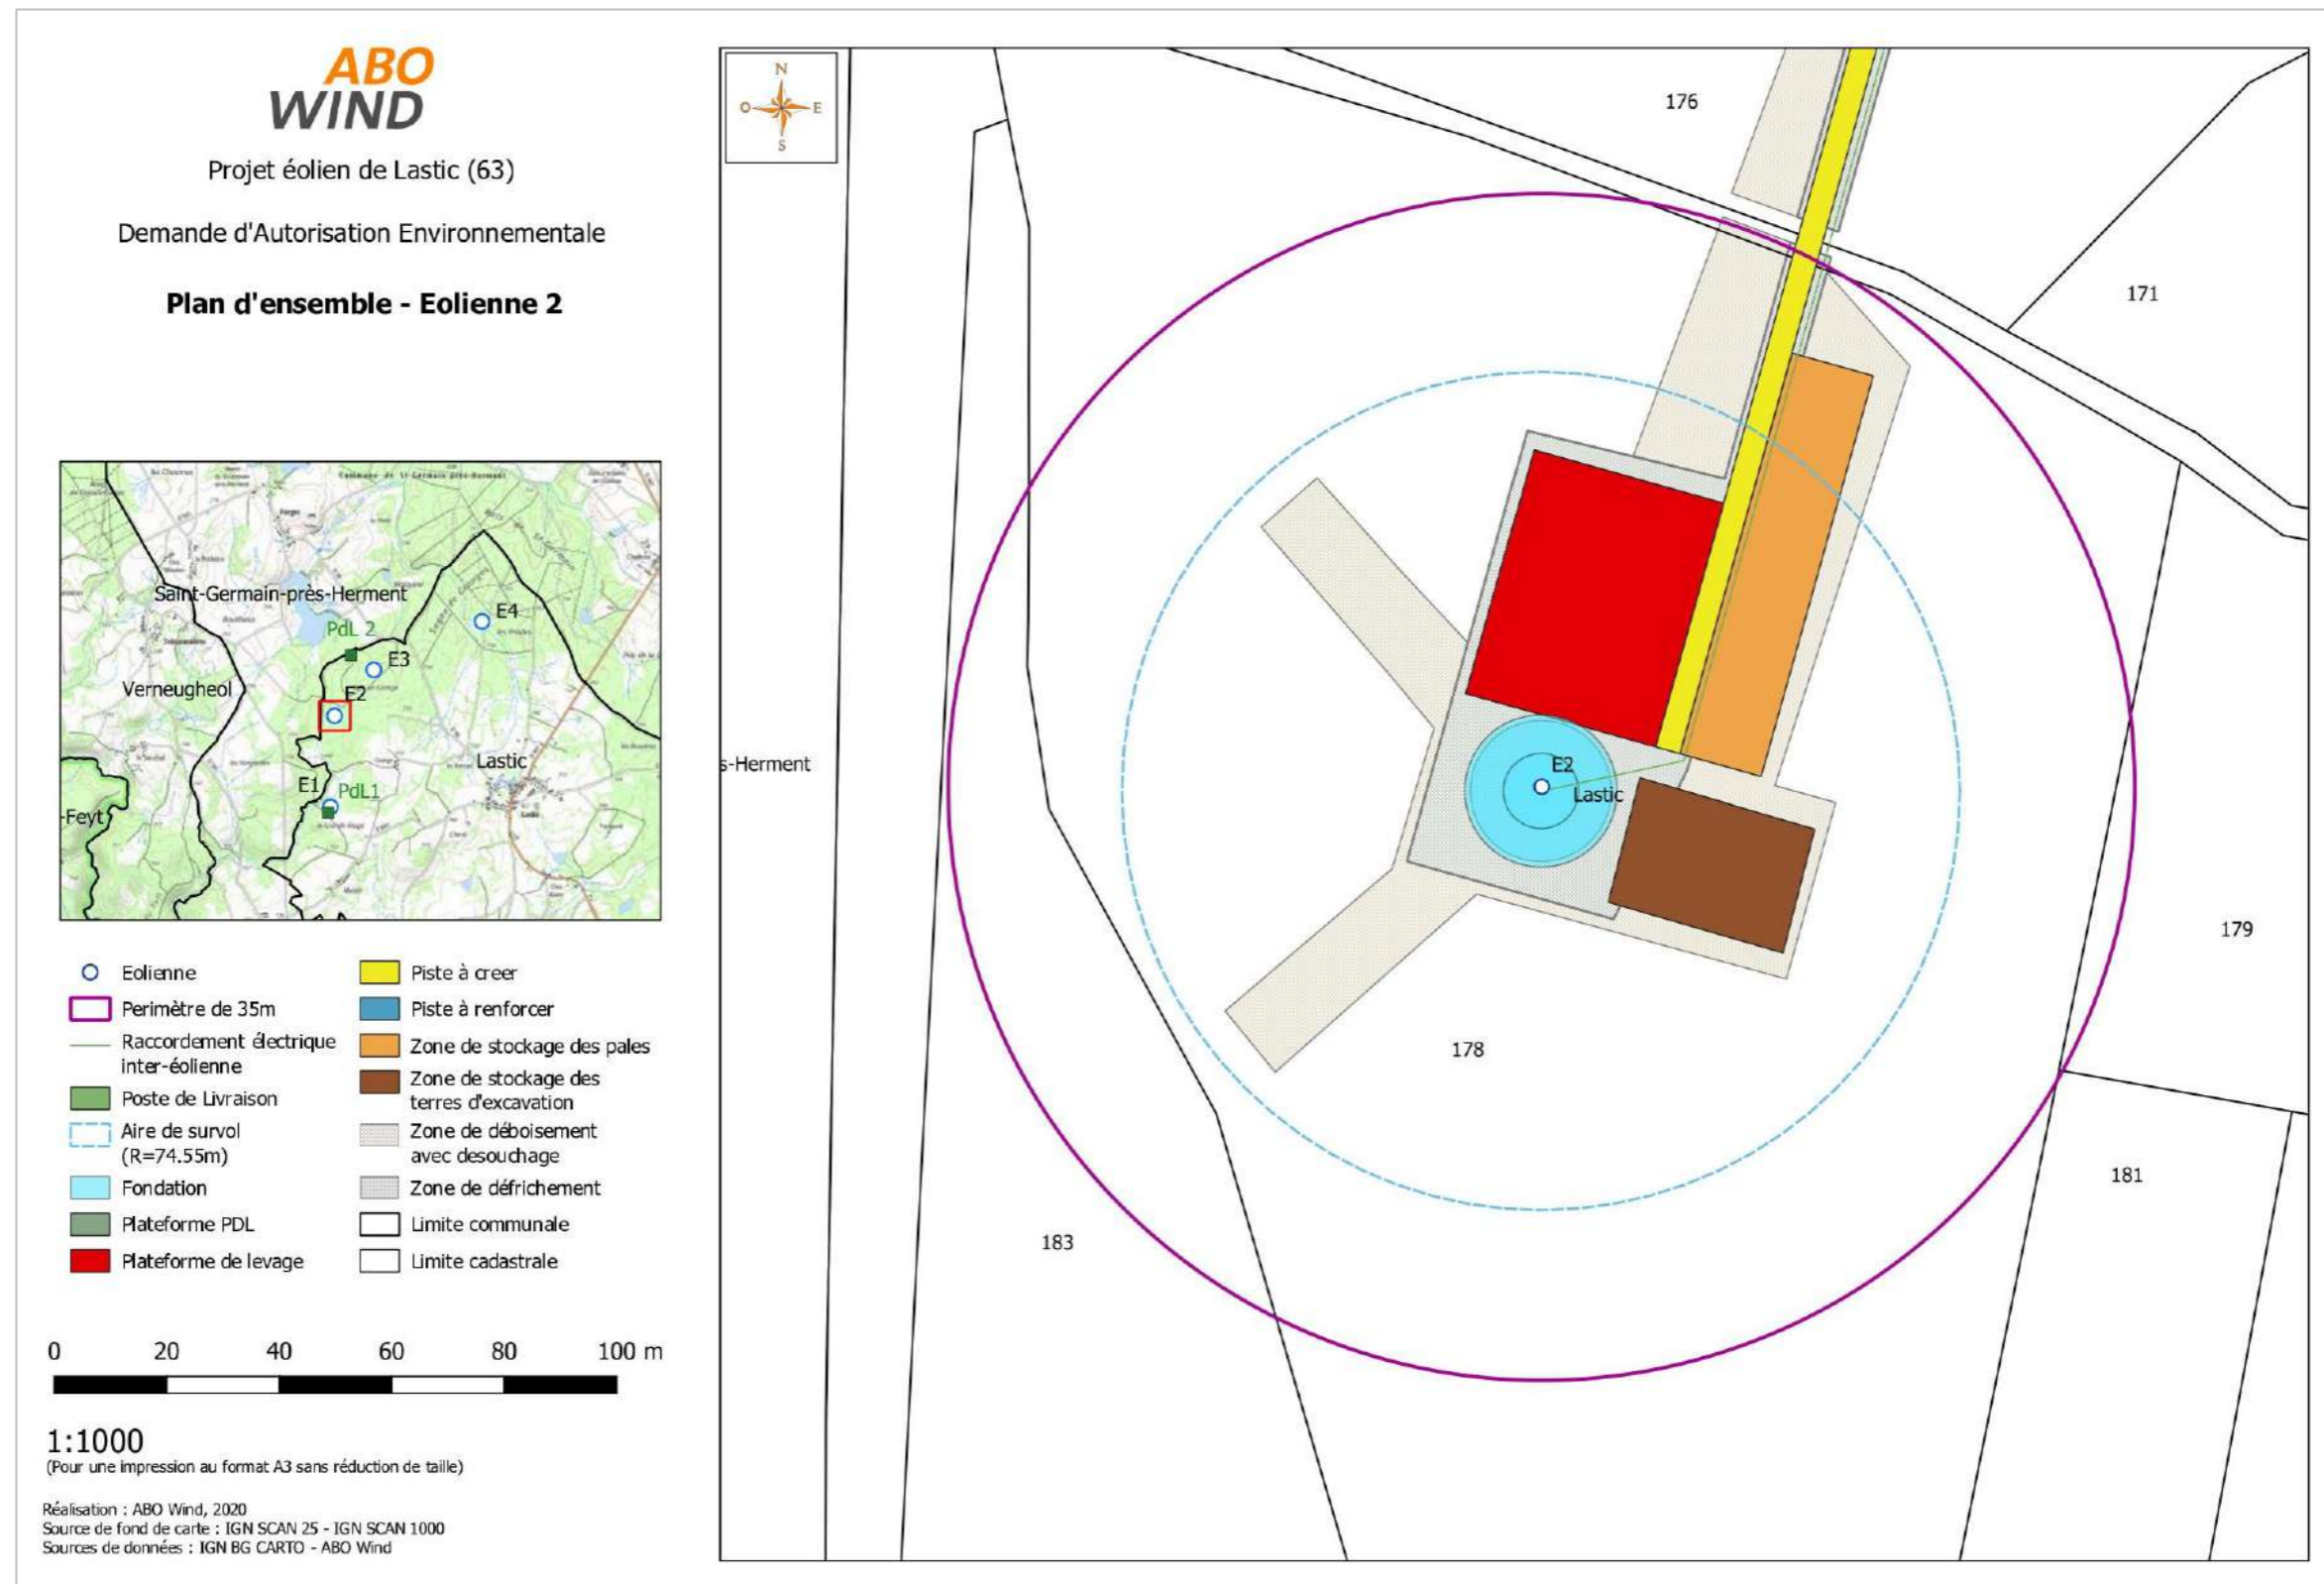 ABO
WIND
Projet éolien de Lastic (63)
Demande d'Autorisation Environnementale
Plan d'ensemble - Eolienne 2
Saint-Germain-près-Herment
E4
PdL 2
E3
Verneugheol
E2
Lastic
E1
PdL1
-Feyt
Eolienne
Perimètre de 35m
Raccordement électrique
inter-éolienne
Poste de Livraison
Aire de survol
(R=74.55m)
Fondation
Plateforme PDL
Plateforme de levage
Piste à creer
Piste à renforcer
Zone de stockage des pales
Zone de stockage des
terres d'excavation
Zone de déboisement
avec desouchage
Zone de défrichement
Limite communale
Limite cadastrale
0 20 40 60 80 100 m
1:1000
(Pour une impression au format A3 sans réduction de taille)
Réalisation : ABO Wind, 2020
Source de fond de carte : IGN SCAN 25 - IGN SCAN 1000
Sources de données : IGN BG CARTO - ABO Wind
N
O E
S
176
171
s-Herment
E2
Lastic
179
178
181
183